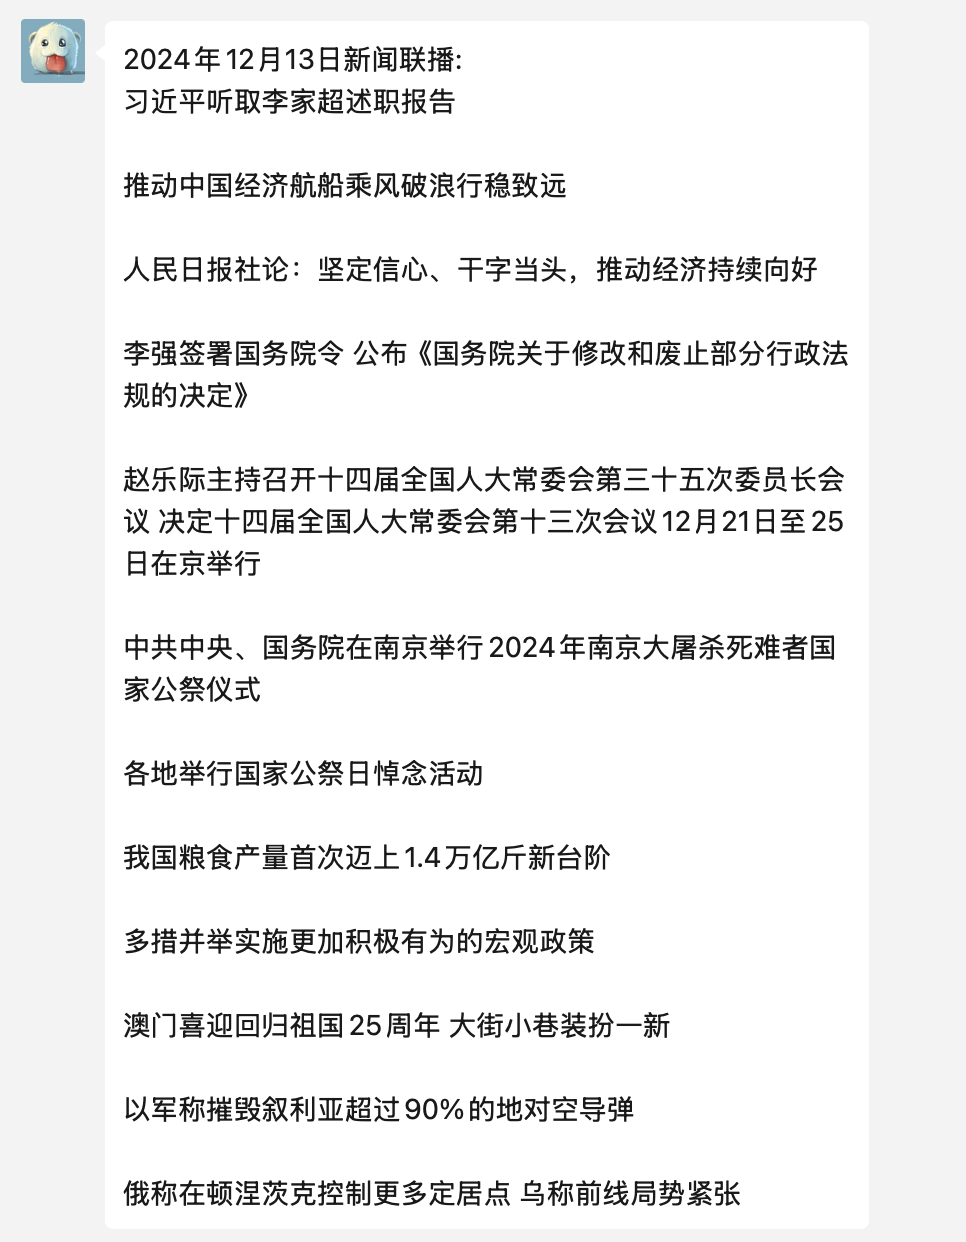 2024年12月13日新闻联播:
习近平听取李家超述职报告
推动中国经济航船乘风破浪行稳致远
人民日报社论：坚定信心、干字当头，推动经济持续向好
李强签署国务院令 公布《国务院关于修改和废止部分行政法
规的决定》
赵乐际主持召开十四届全国人大常委会第三十五次委员长会
议 决定十四届全国人大常委会第十三次会议12月21日至25
日在京举行
中共中央、国务院在南京举行2024年南京大屠杀死难者国
家公祭仪式
各地举行国家公祭日悼念活动
我国粮食产量首次迈上1.4万亿斤新台阶
多措并举实施更加积极有为的宏观政策
澳门喜迎回归祖国25周年 大街小巷装扮一新
以军称摧毁叙利亚超过90%的地对空导弹
俄称在顿涅茨克控制更多定居点 乌称前线局势紧张